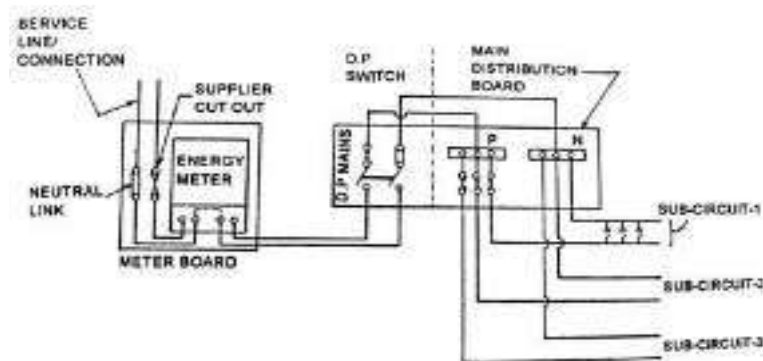 SERVICE
LINE/
CONNECTION
SUPPLIER
CUT OUT
D.P
SWITCH
MAIN
DISTRIBUTION
BOARD
ENERGY
METER
NEUTRAL
LINK
METER BOARD
D.P MAINS
P
N
SUB-CIRCUIT-1
SUB-CIRCUIT-2
SUB-CIRCUIT-3